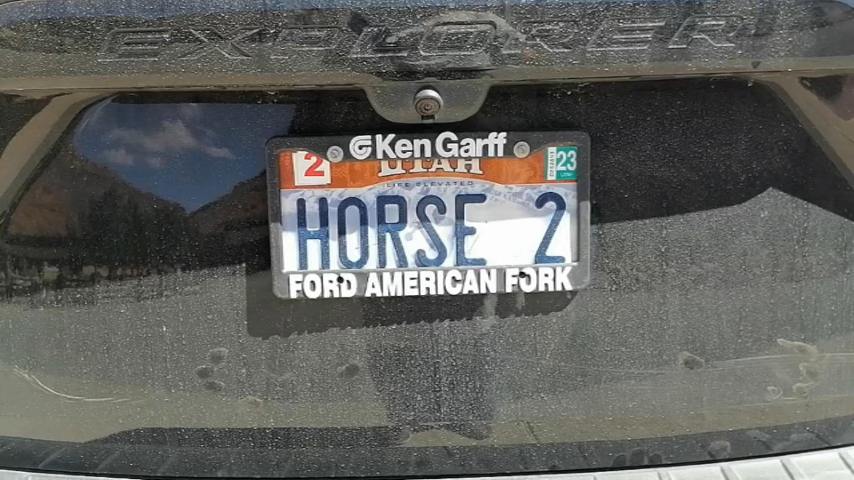 EXPLORER
Ken Garff
2 UTAH 23
LIFE ELEVATED
HORSE 2
FORD AMERICAN FORK